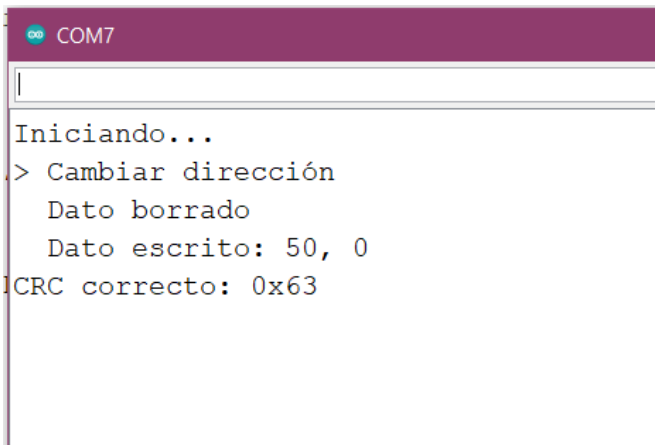 COM7
Iniciando...
> Cambiar dirección
Dato borrado
Dato escrito: 50, 0
CRC correcto: 0x63